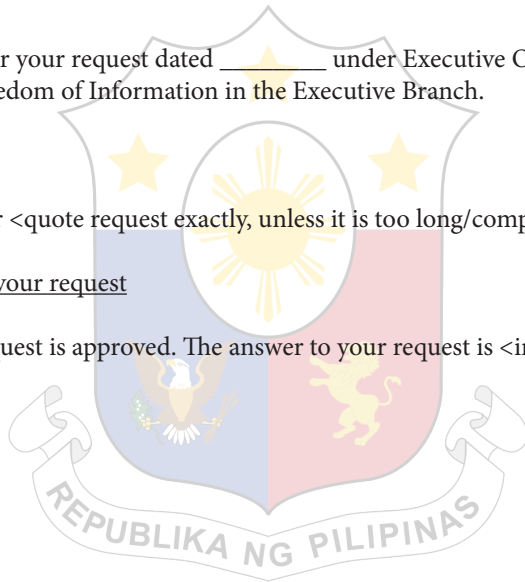 r your request dated ________ under Executive O
edom of Information in the Executive Branch.
r <quote request exactly, unless it is too long/comp
your request
quest is approved. The answer to your request is <in
REPUBLIKA NG PILIPINAS